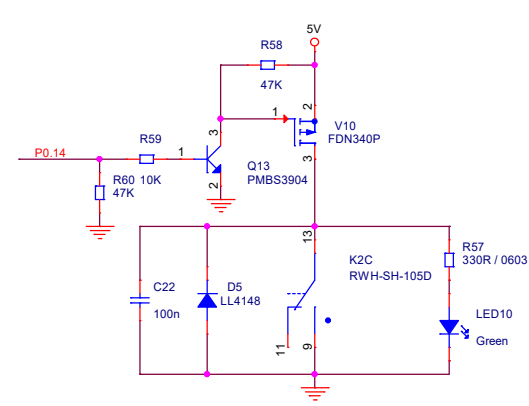 5V
R58
47K
2
1
V10
FDN340P
3
R59
3
P0.14
1
Q13
PMBS3904
R60 10K
47K
2
13
R57
330R / 0603
K2C
RWH-SH-105D
C22
100n
D5
LL4148
LED10
Green
11
9